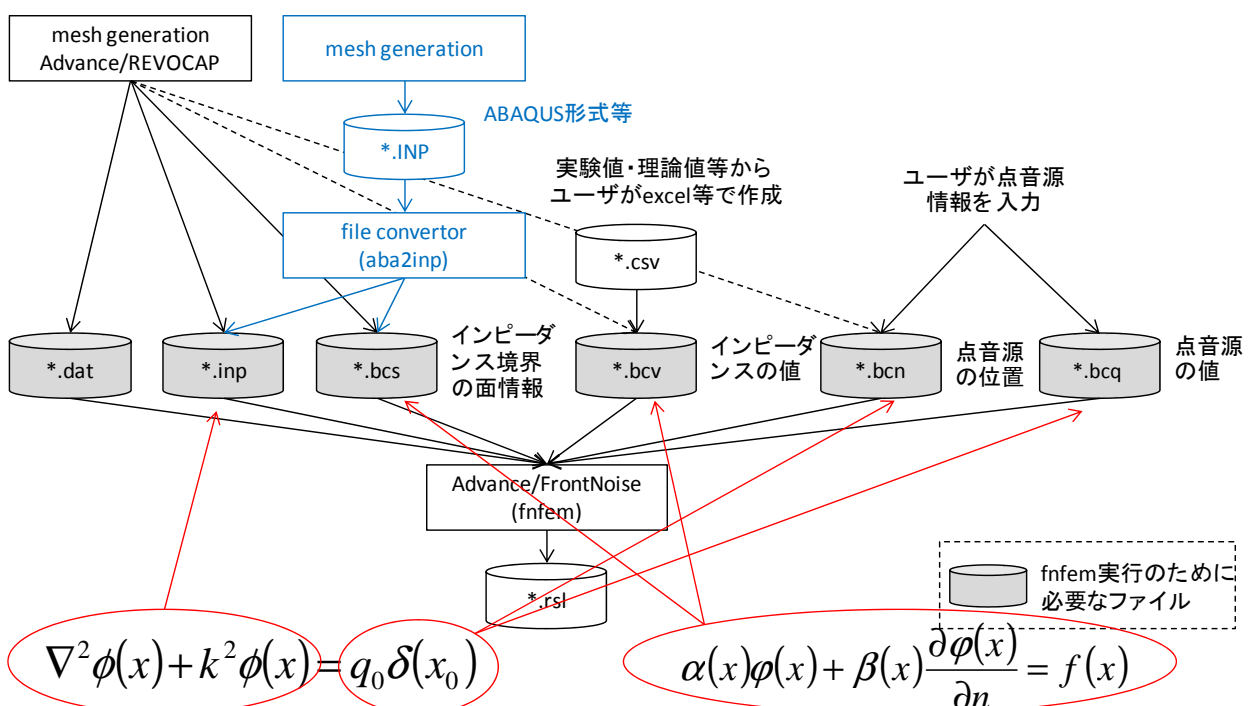 mesh generation
Advance/REVOCAP
mesh generation
ABAQUS形式等
*.INP
実験値・理論値等から
ユーザがexcel等で作成
ユーザが点音源
情報を入力
file convertor
(aba2inp)
*.csv
*.dat
*.inp
*.bcs
インピーダ
ンス境界
の面情報
*.bcv
インピーダ
ンスの値
*.bcn
点音源
の位置
*.bcq
点音源
の値
Advance/FrontNoise
(fnfem)
*.rsl
fnfem実行のために
必要なファイル
∇²ϕ(x)+k²ϕ(x)=q₀δ(x₀)
α(x)φ(x)+β(x)∂φ(x)/∂n=f(x)